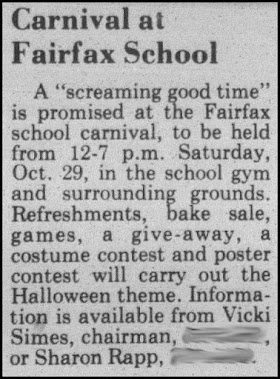 Carnival at
Fairfax School
A "screaming good time"
is promised at the Fairfax
school carnival, to be held
from 12-7 p.m. Saturday,
Oct. 29, in the school gym
and surrounding grounds.
Refreshments, bake sale,
games, a give-away, a
costume contest and poster
contest will carry out the
Halloween theme. Informa-
tion is available from Vicki
Simes, chairman, ,
or Sharon Rapp, .